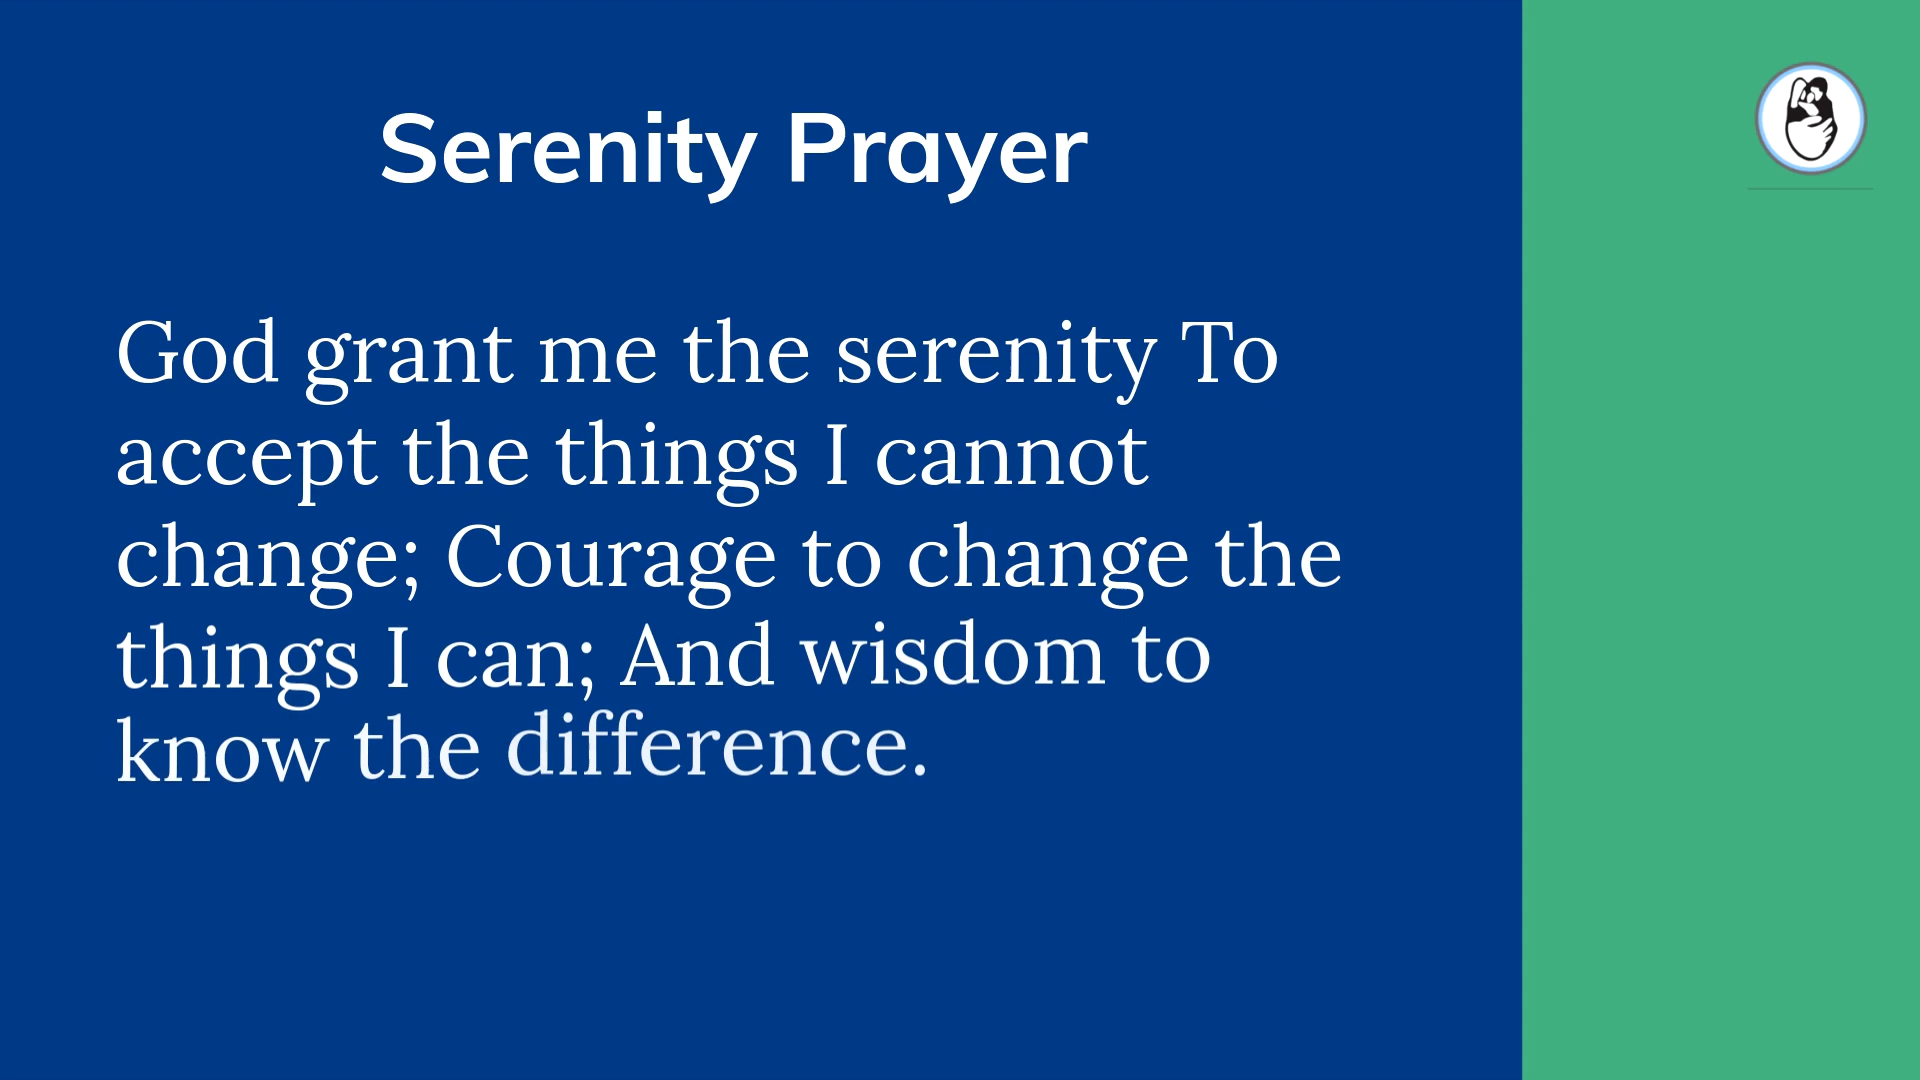 Serenity Prayer
God grant me the serenity To
accept the things I cannot
change; Courage to change the
things I can; And wisdom to
know the difference.